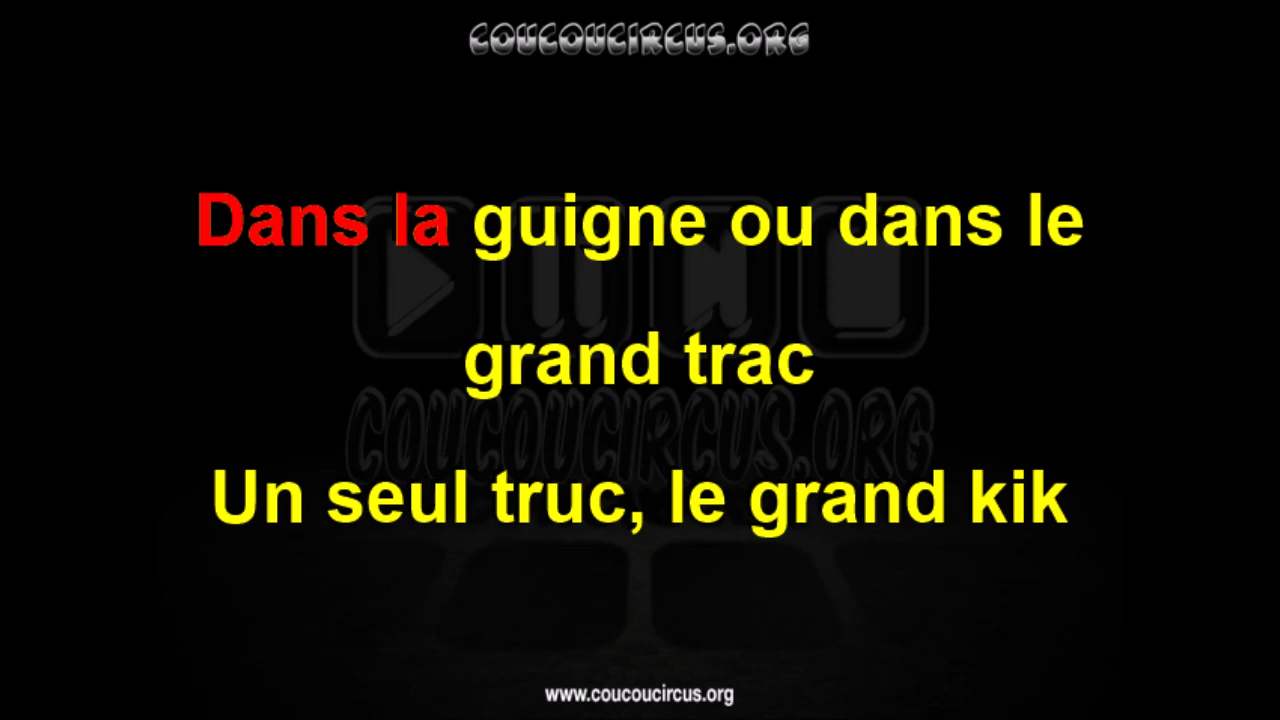 COUCOUCIRCUS.ORG
Dans la guigne ou dans le
grand trac
COUCOUCIRCUS.ORG
Un seul truc, le grand kik
www.coucoucircus.org